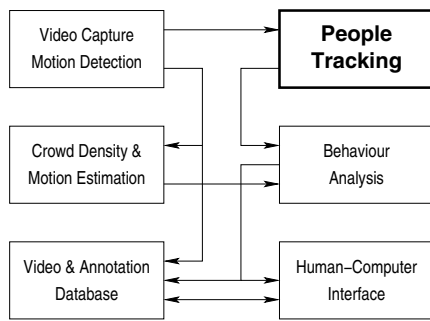 Video Capture
Motion Detection
People
Tracking
Crowd Density &
Motion Estimation
Behaviour
Analysis
Video & Annotation
Database
Human−Computer
Interface